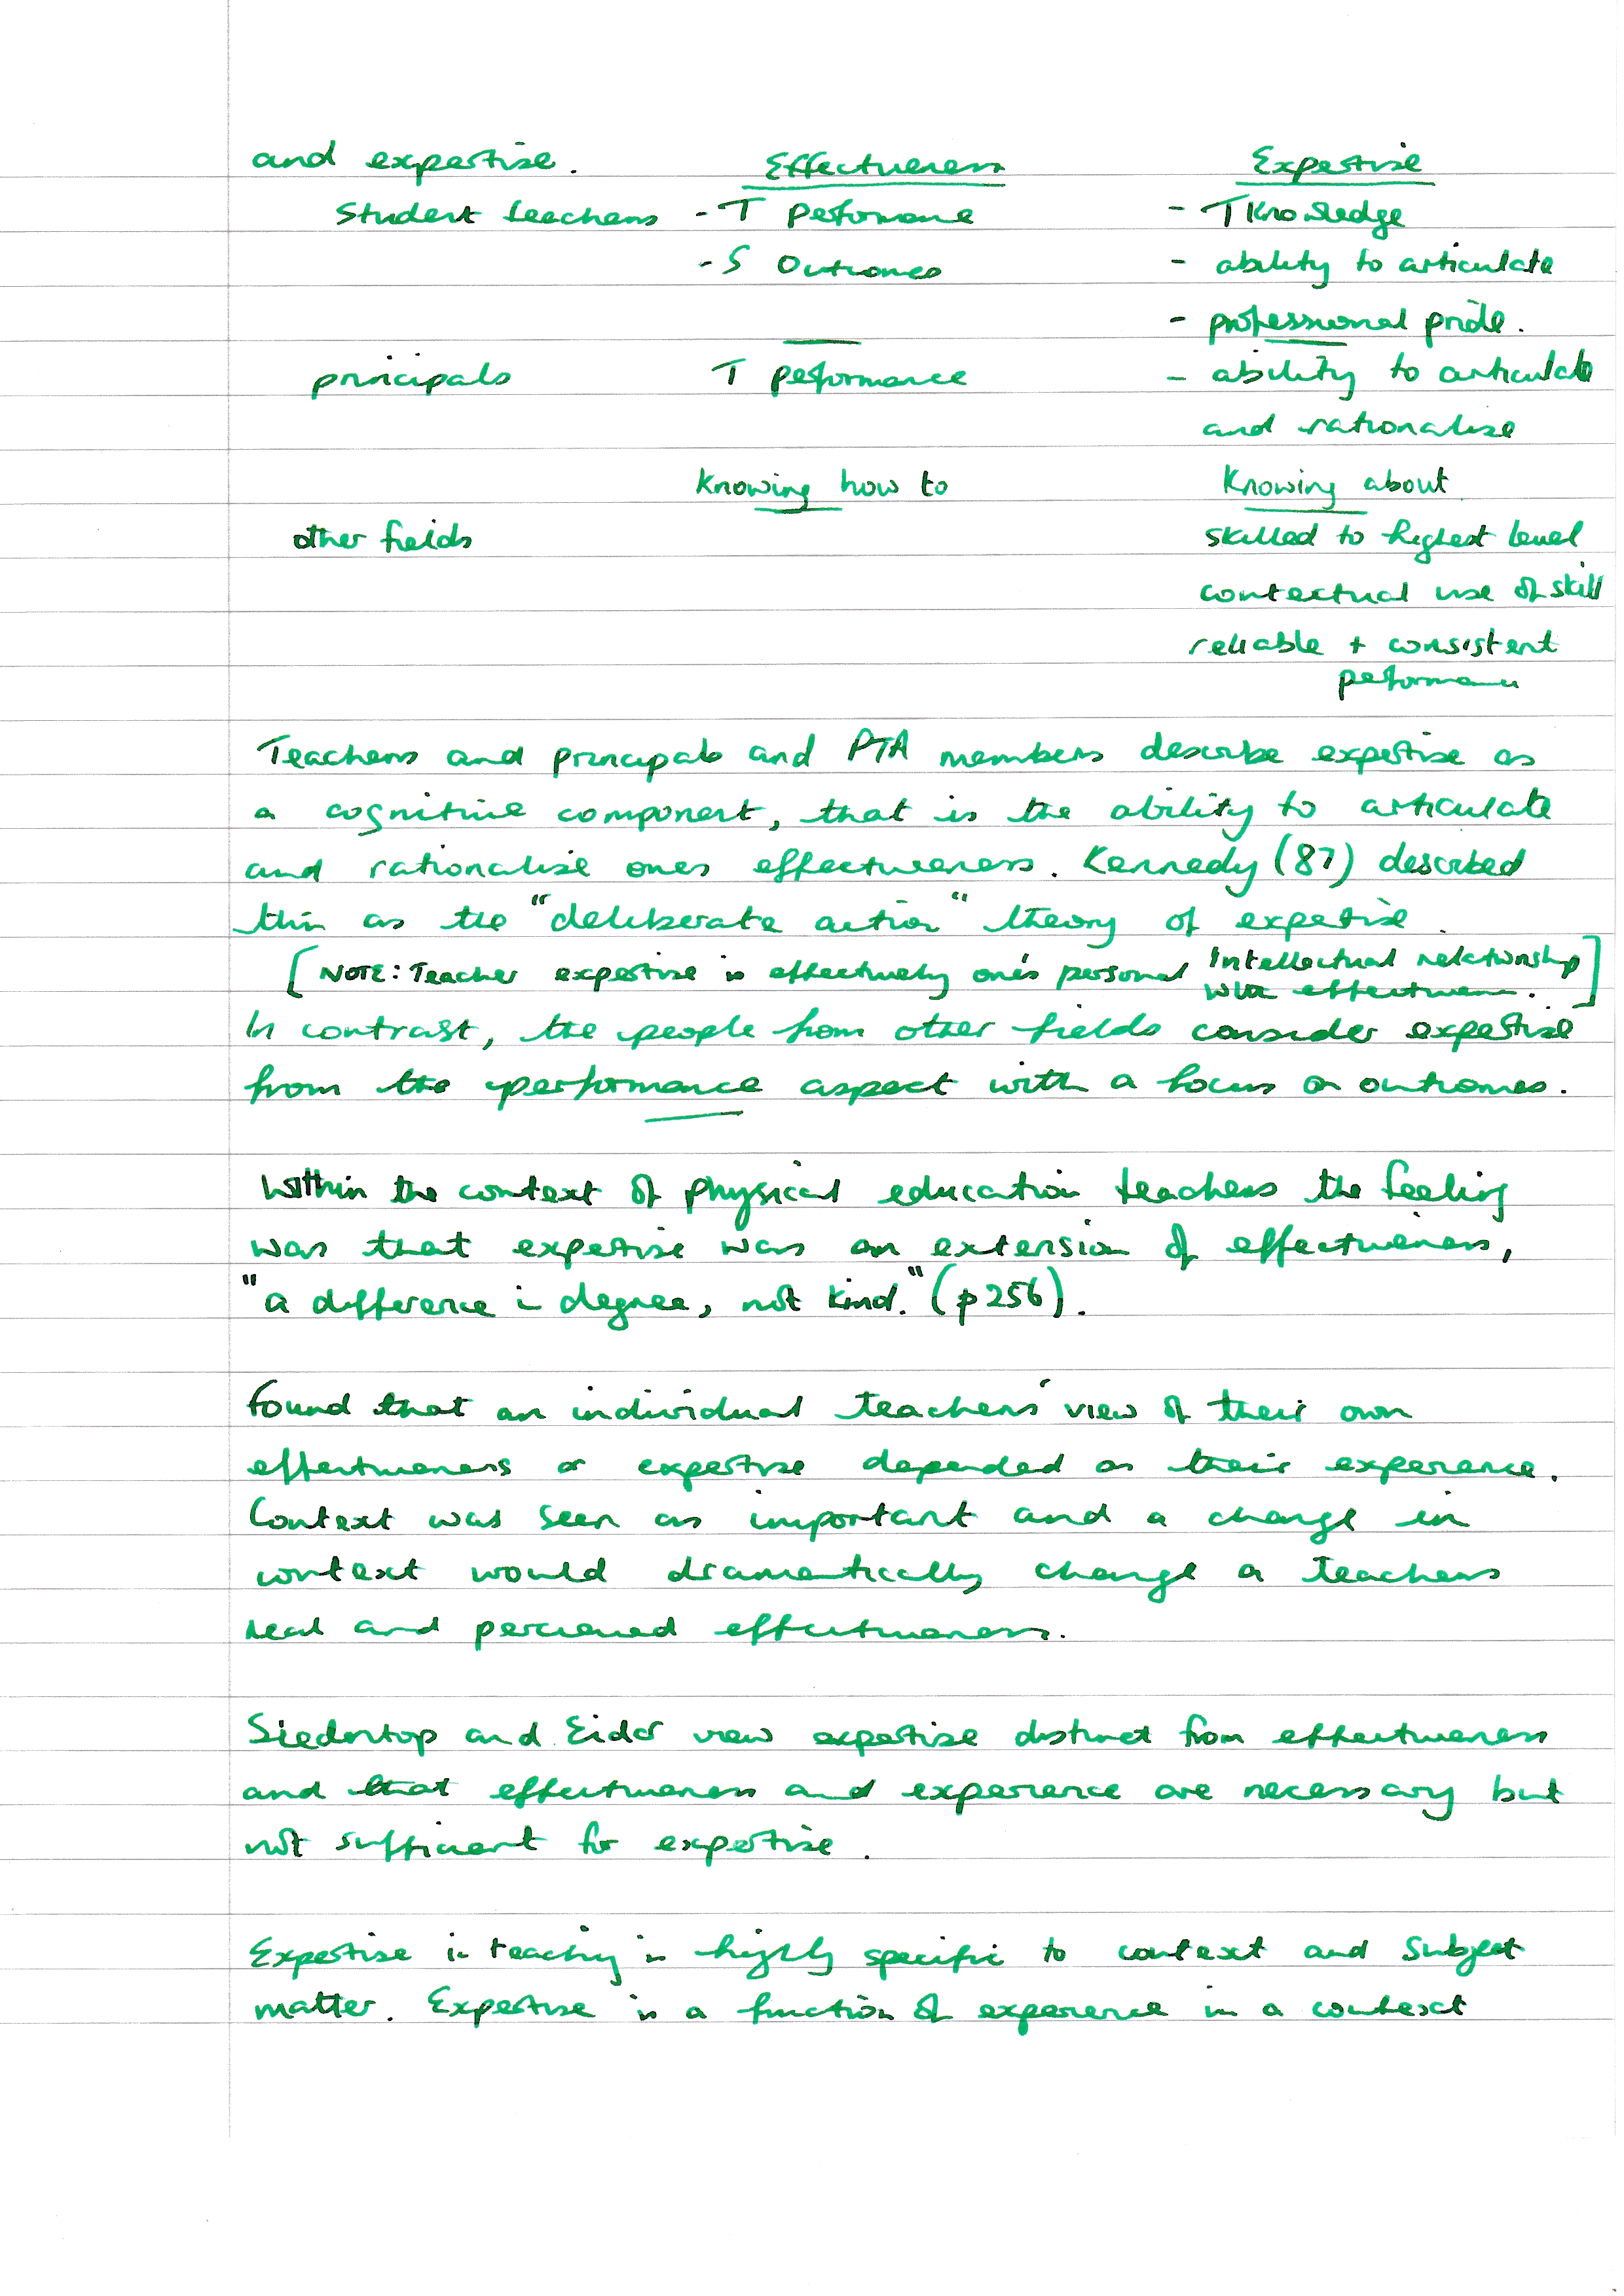 and expertise. Effectiveness Expertise
student teachers - T performance - T Knowledge
- S Outcomes - ability to articulate
- professional pride.
principals T performance - ability to articulate
and rationalise
Knowing how to Knowing about
other fields skilled to highest level
contextual use of skill
reliable + consistent
performance
Teachers and principals and PTA members describe expertise as
a cognitive component, that is the ability to articulate
and rationalise ones effectiveness. Kennedy (87) described
this as the "deliberate action" theory of expertise.
[NOTE: Teacher expertise is effectively one's personal Intellectual relationship
with effectiveness.]
In contrast, the people from other fields consider expertise
from the performance aspect with a focus on outcomes.
Within the context of physical education teachers the feeling
was that expertise was an extension of effectiveness,
"a difference in degree, not kind." (p256).
Found that an individual teachers' view of their own
effectiveness or expertise depended on their experience.
Context was seen as important and a change in
context would dramatically change a teachers
real and perceived effectiveness.
Siedentop and Eldar view expertise distinct from effectiveness
and that effectiveness and experience are necessary but
not sufficient for expertise.
Expertise in teaching is highly specific to context and subject
matter. Expertise is a function of experience in a context